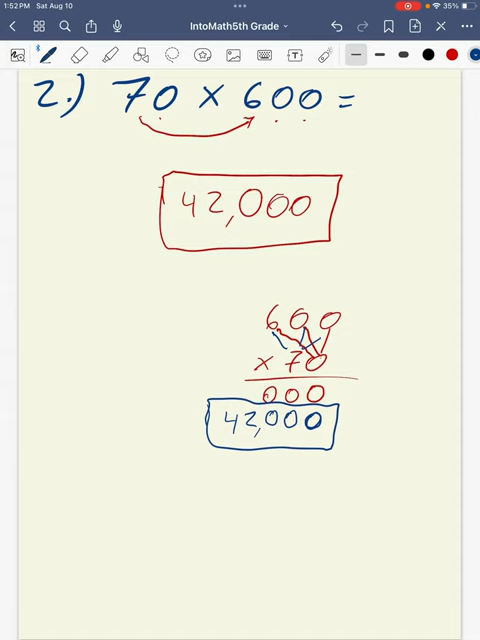 1:52 PM Sat Aug 10 35%
IntoMath5th Grade
2.) 70 x 600 =
42,000
600
x 70
000
42,000